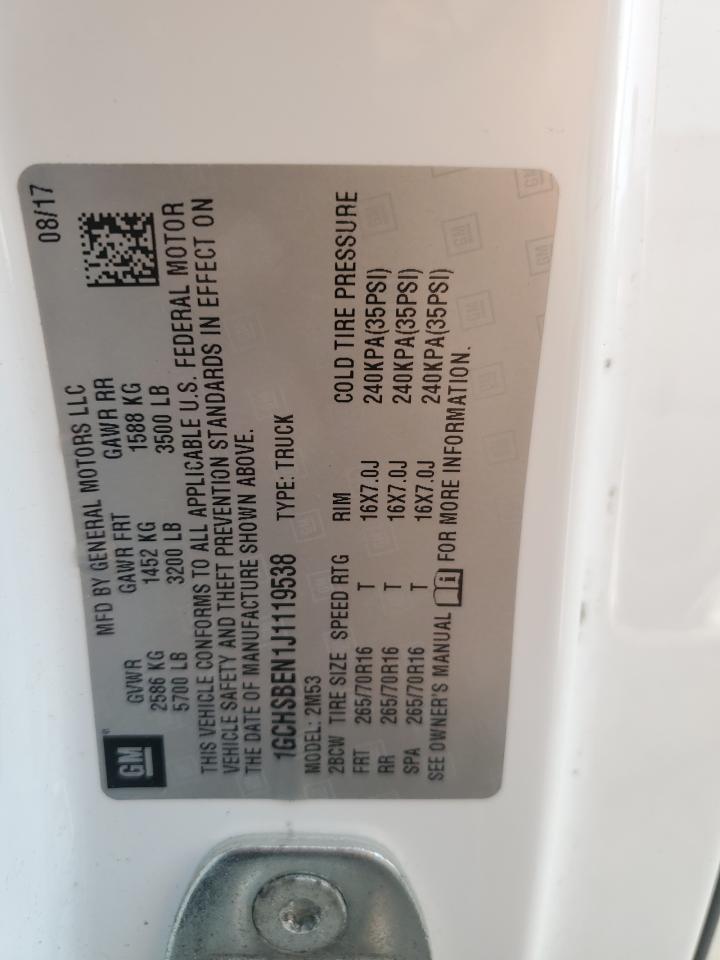 MFD BY GENERAL MOTORS LLC 08/17
GVWR GAWR FRT GAWR RR
2586 KG 1452 KG 1588 KG
5700 LB 3200 LB 3500 LB
GM
THIS VEHICLE CONFORMS TO ALL APPLICABLE U.S. FEDERAL MOTOR
VEHICLE SAFETY AND THEFT PREVENTION STANDARDS IN EFFECT ON
THE DATE OF MANUFACTURE SHOWN ABOVE.
1GCHSBEN1J1119538 TYPE: TRUCK
MODEL: 2M53
2BCW TIRE SIZE SPEED RTG RIM COLD TIRE PRESSURE
FRT 265/70R16 T 16X7.0J 240KPA(35PSI)
RR 265/70R16 T 16X7.0J 240KPA(35PSI)
SPA 265/70R16 T 16X7.0J 240KPA(35PSI)
SEE OWNER'S MANUAL FOR MORE INFORMATION.